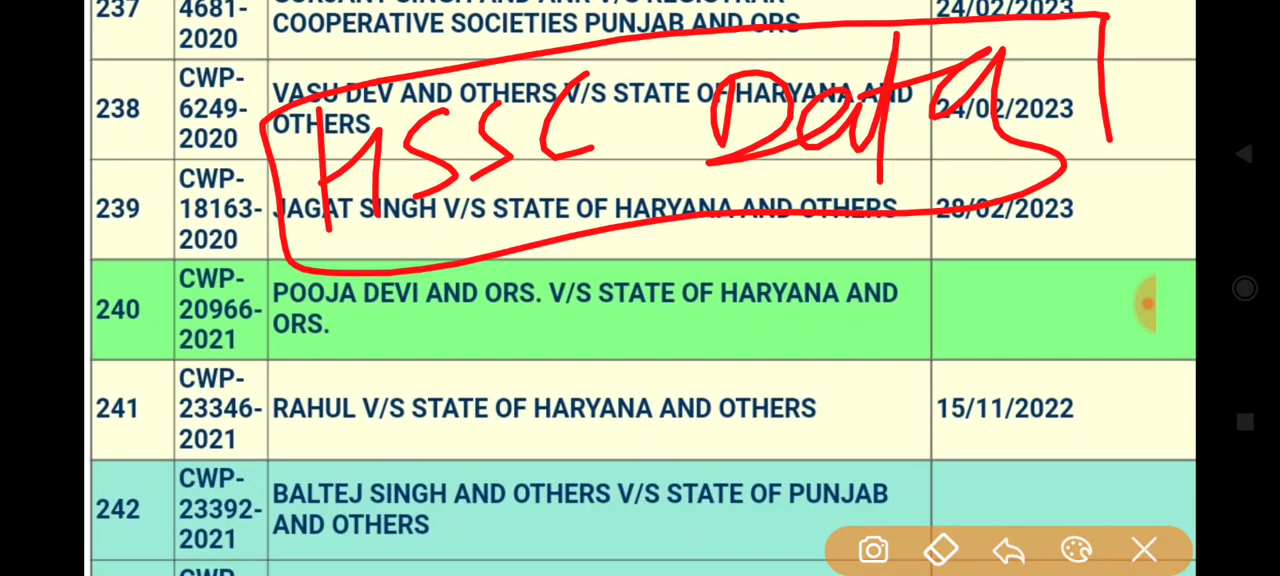 237
4681-
2020
COOPERATIVE SOCIETIES PUNJAB AND ORS
24/02/2023
238
CWP-
6249-
2020
VASU DEV AND OTHERS V/S STATE OF HARYANA AND
OTHERS
24/02/2023
HSSC
239
CWP-
18163-
2020
JAGAT SINGH V/S STATE OF HARYANA AND OTHERS
28/02/2023
240
CWP-
20966-
2021
POOJA DEVI AND ORS. V/S STATE OF HARYANA AND
ORS.
241
CWP-
23346-
2021
RAHUL V/S STATE OF HARYANA AND OTHERS
15/11/2022
242
CWP-
23392-
2021
BALTEJ SINGH AND OTHERS V/S STATE OF PUNJAB
AND OTHERS
CWP-